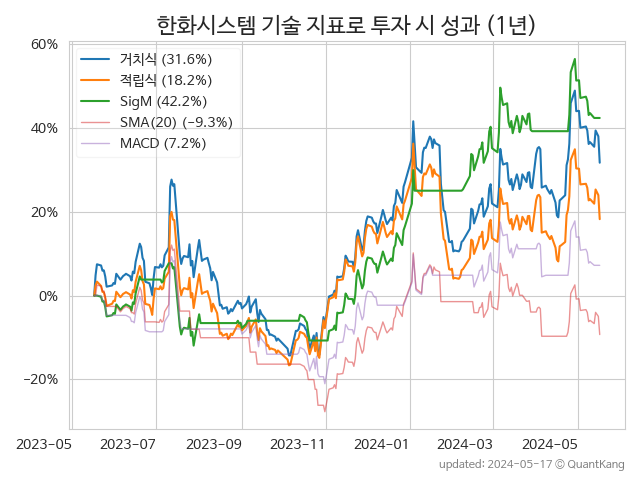 한화시스템 기술 지표로 투자 시 성과 (1년)
60%
40%
20%
0%
−20%
거치식 (31.6%)
적립식 (18.2%)
SigM (42.2%)
SMA(20) (−9.3%)
MACD (7.2%)
2023-05 2023-07 2023-09 2023-11 2024-01 2024-03 2024-05
updated: 2024-05-17 © QuantKang